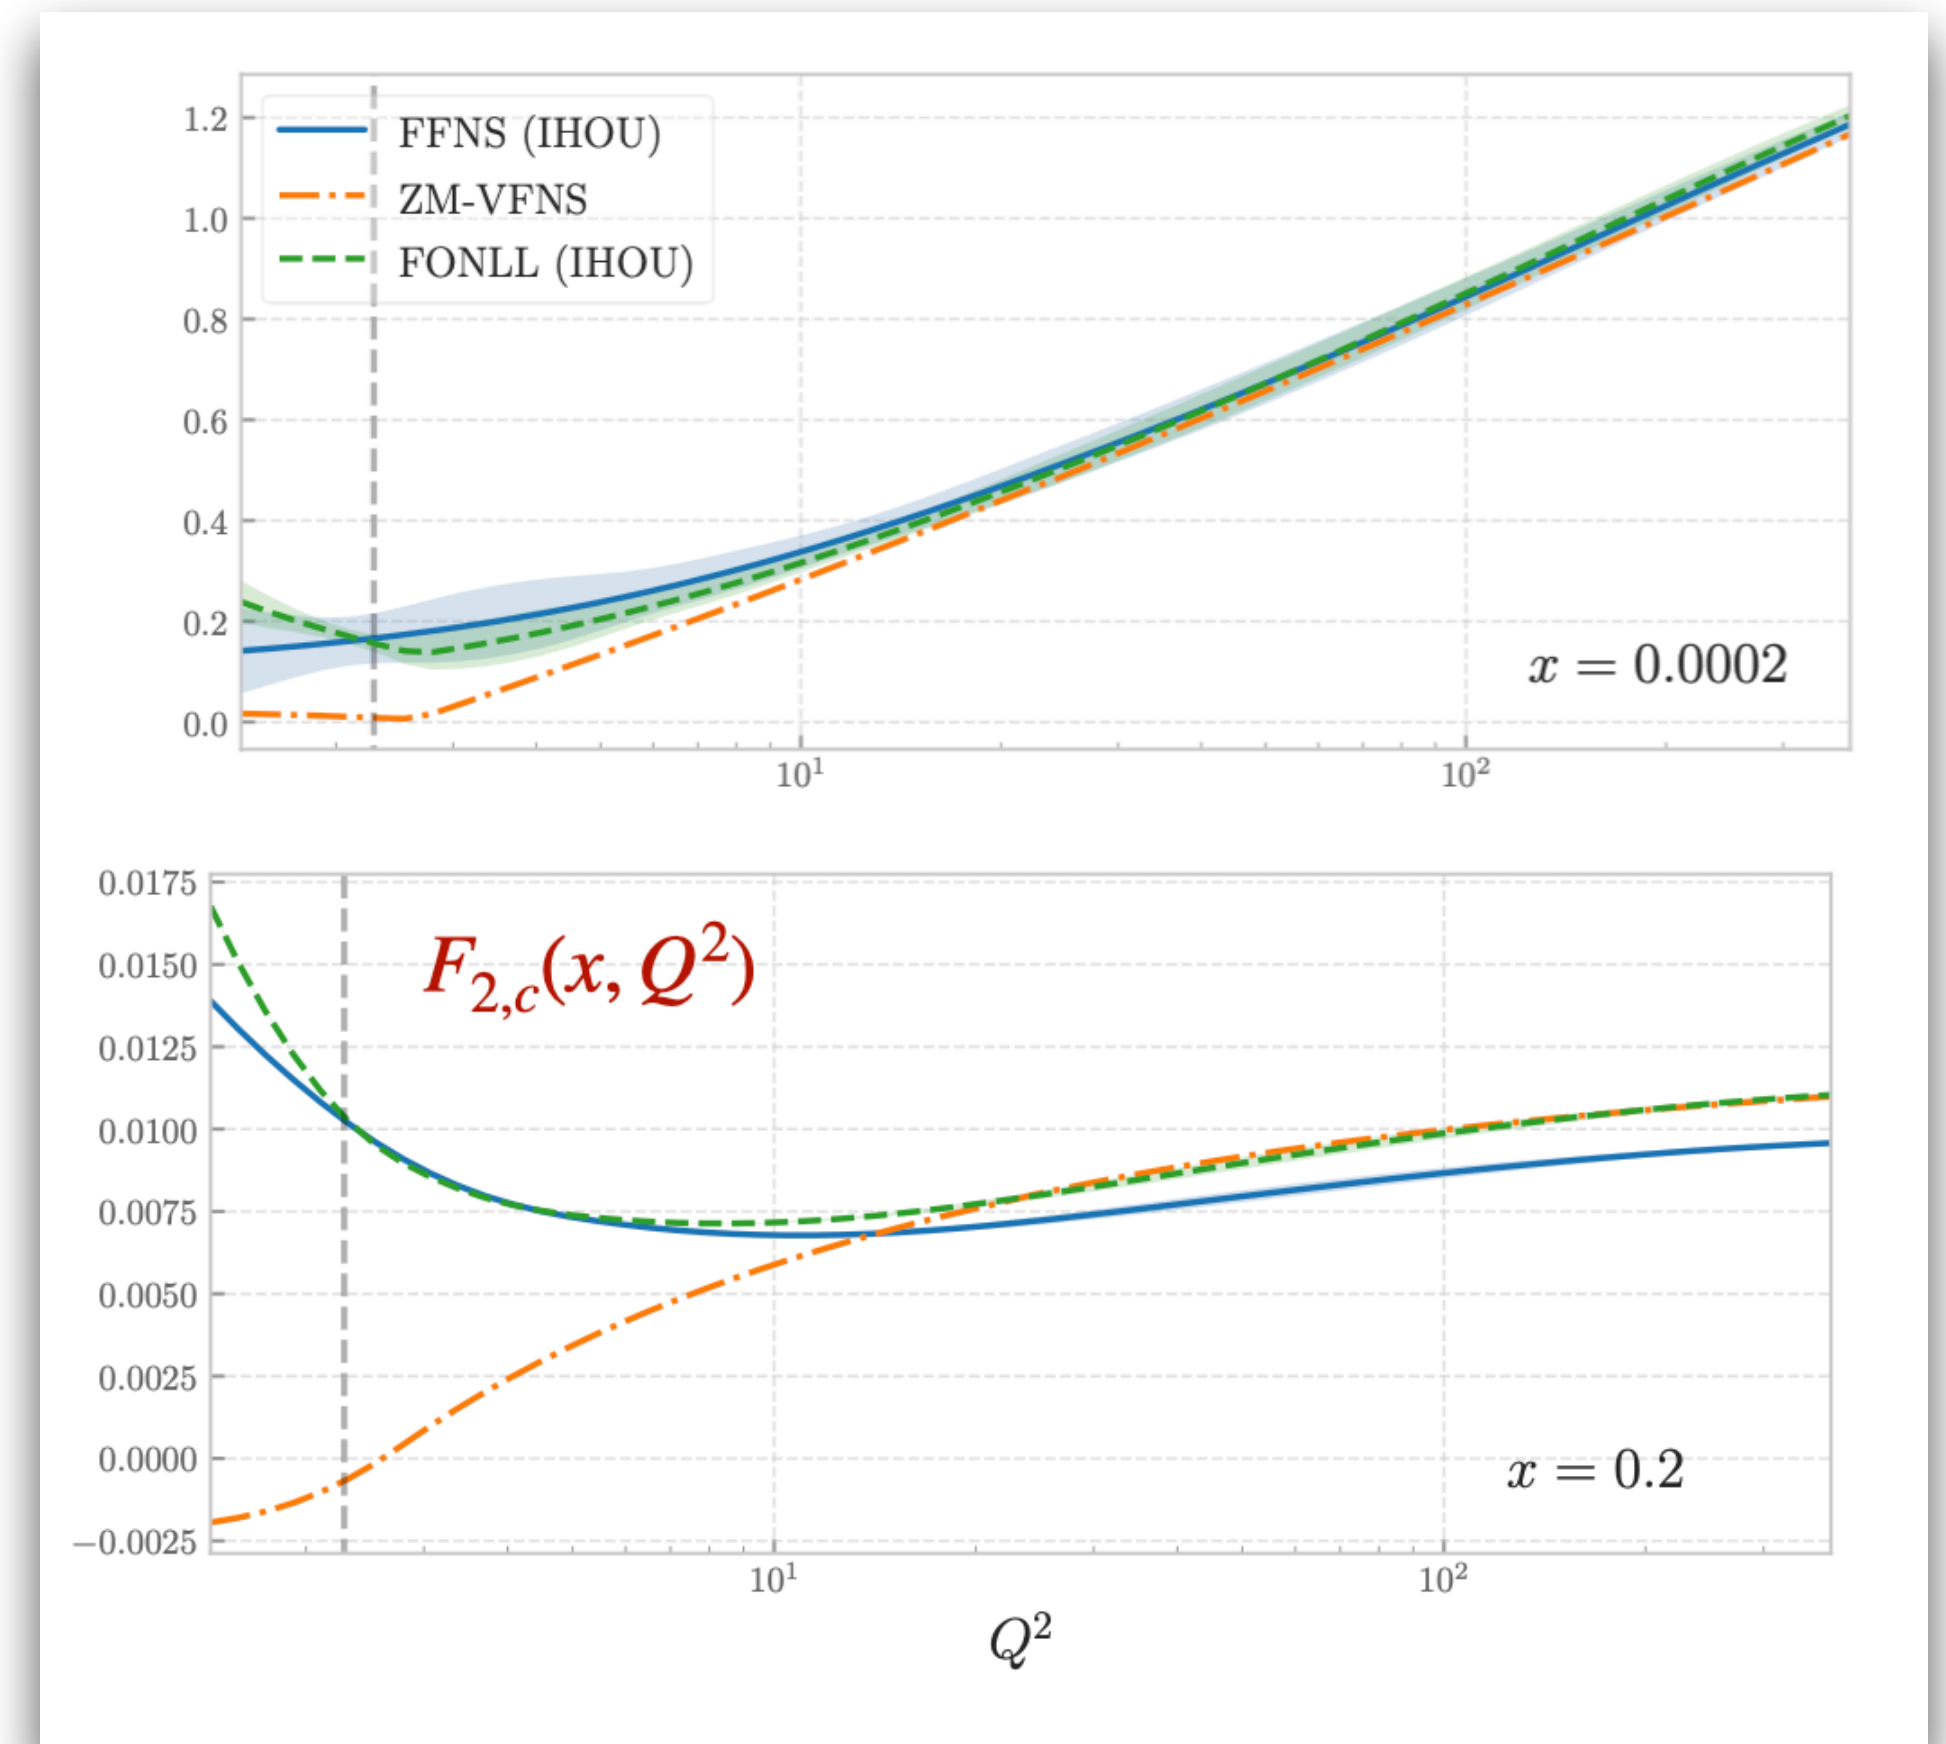 1.2
1.0
0.8
0.6
0.4
0.2
0.0
FFNS (IHOU)
ZM-VFNS
FONLL (IHOU)
x = 0.0002
10¹
10²
0.0175
0.0150
0.0125
0.0100
0.0075
0.0050
0.0025
0.0000
−0.0025
F₂,c(x, Q²)
x = 0.2
10¹
10²
Q²